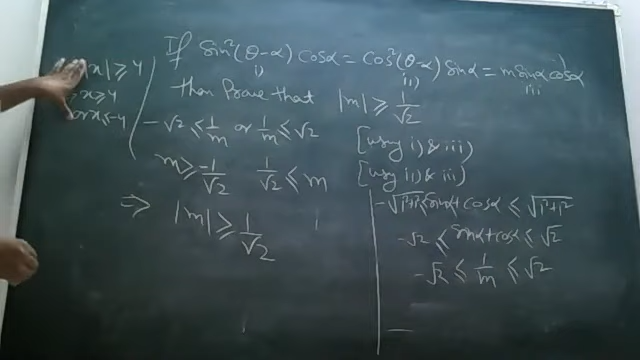 If Sin²(θ-α) Cosα = Cos²(θ-α) Sinα = m Sinα Cosα
i) ii) iii)
then Prove that |m| ≥ 1/√2
|x| ≥ 4
x ≥ 4
or x ≤ -4
-√2 ≤ 1/m or 1/m ≤ √2
m ≥ -1/√2 1/√2 ≤ m
⇒ |m| ≥ 1/√2
[using i) & iii)
[using ii) & iii)
-√1²+1² ≤ Sinα + Cosα ≤ √1²+1²
-√2 ≤ Sinα + Cosα ≤ √2
-√2 ≤ 1/m ≤ √2